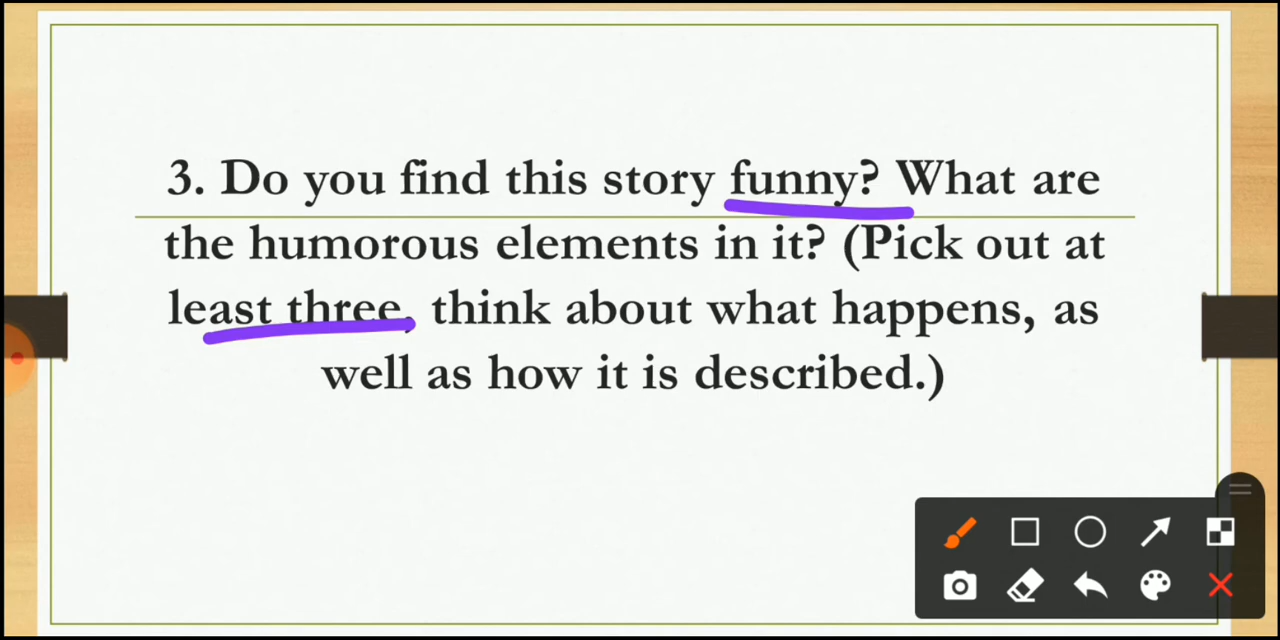 3. Do you find this story funny? What are
the humorous elements in it? (Pick out at
least three, think about what happens, as
well as how it is described.)